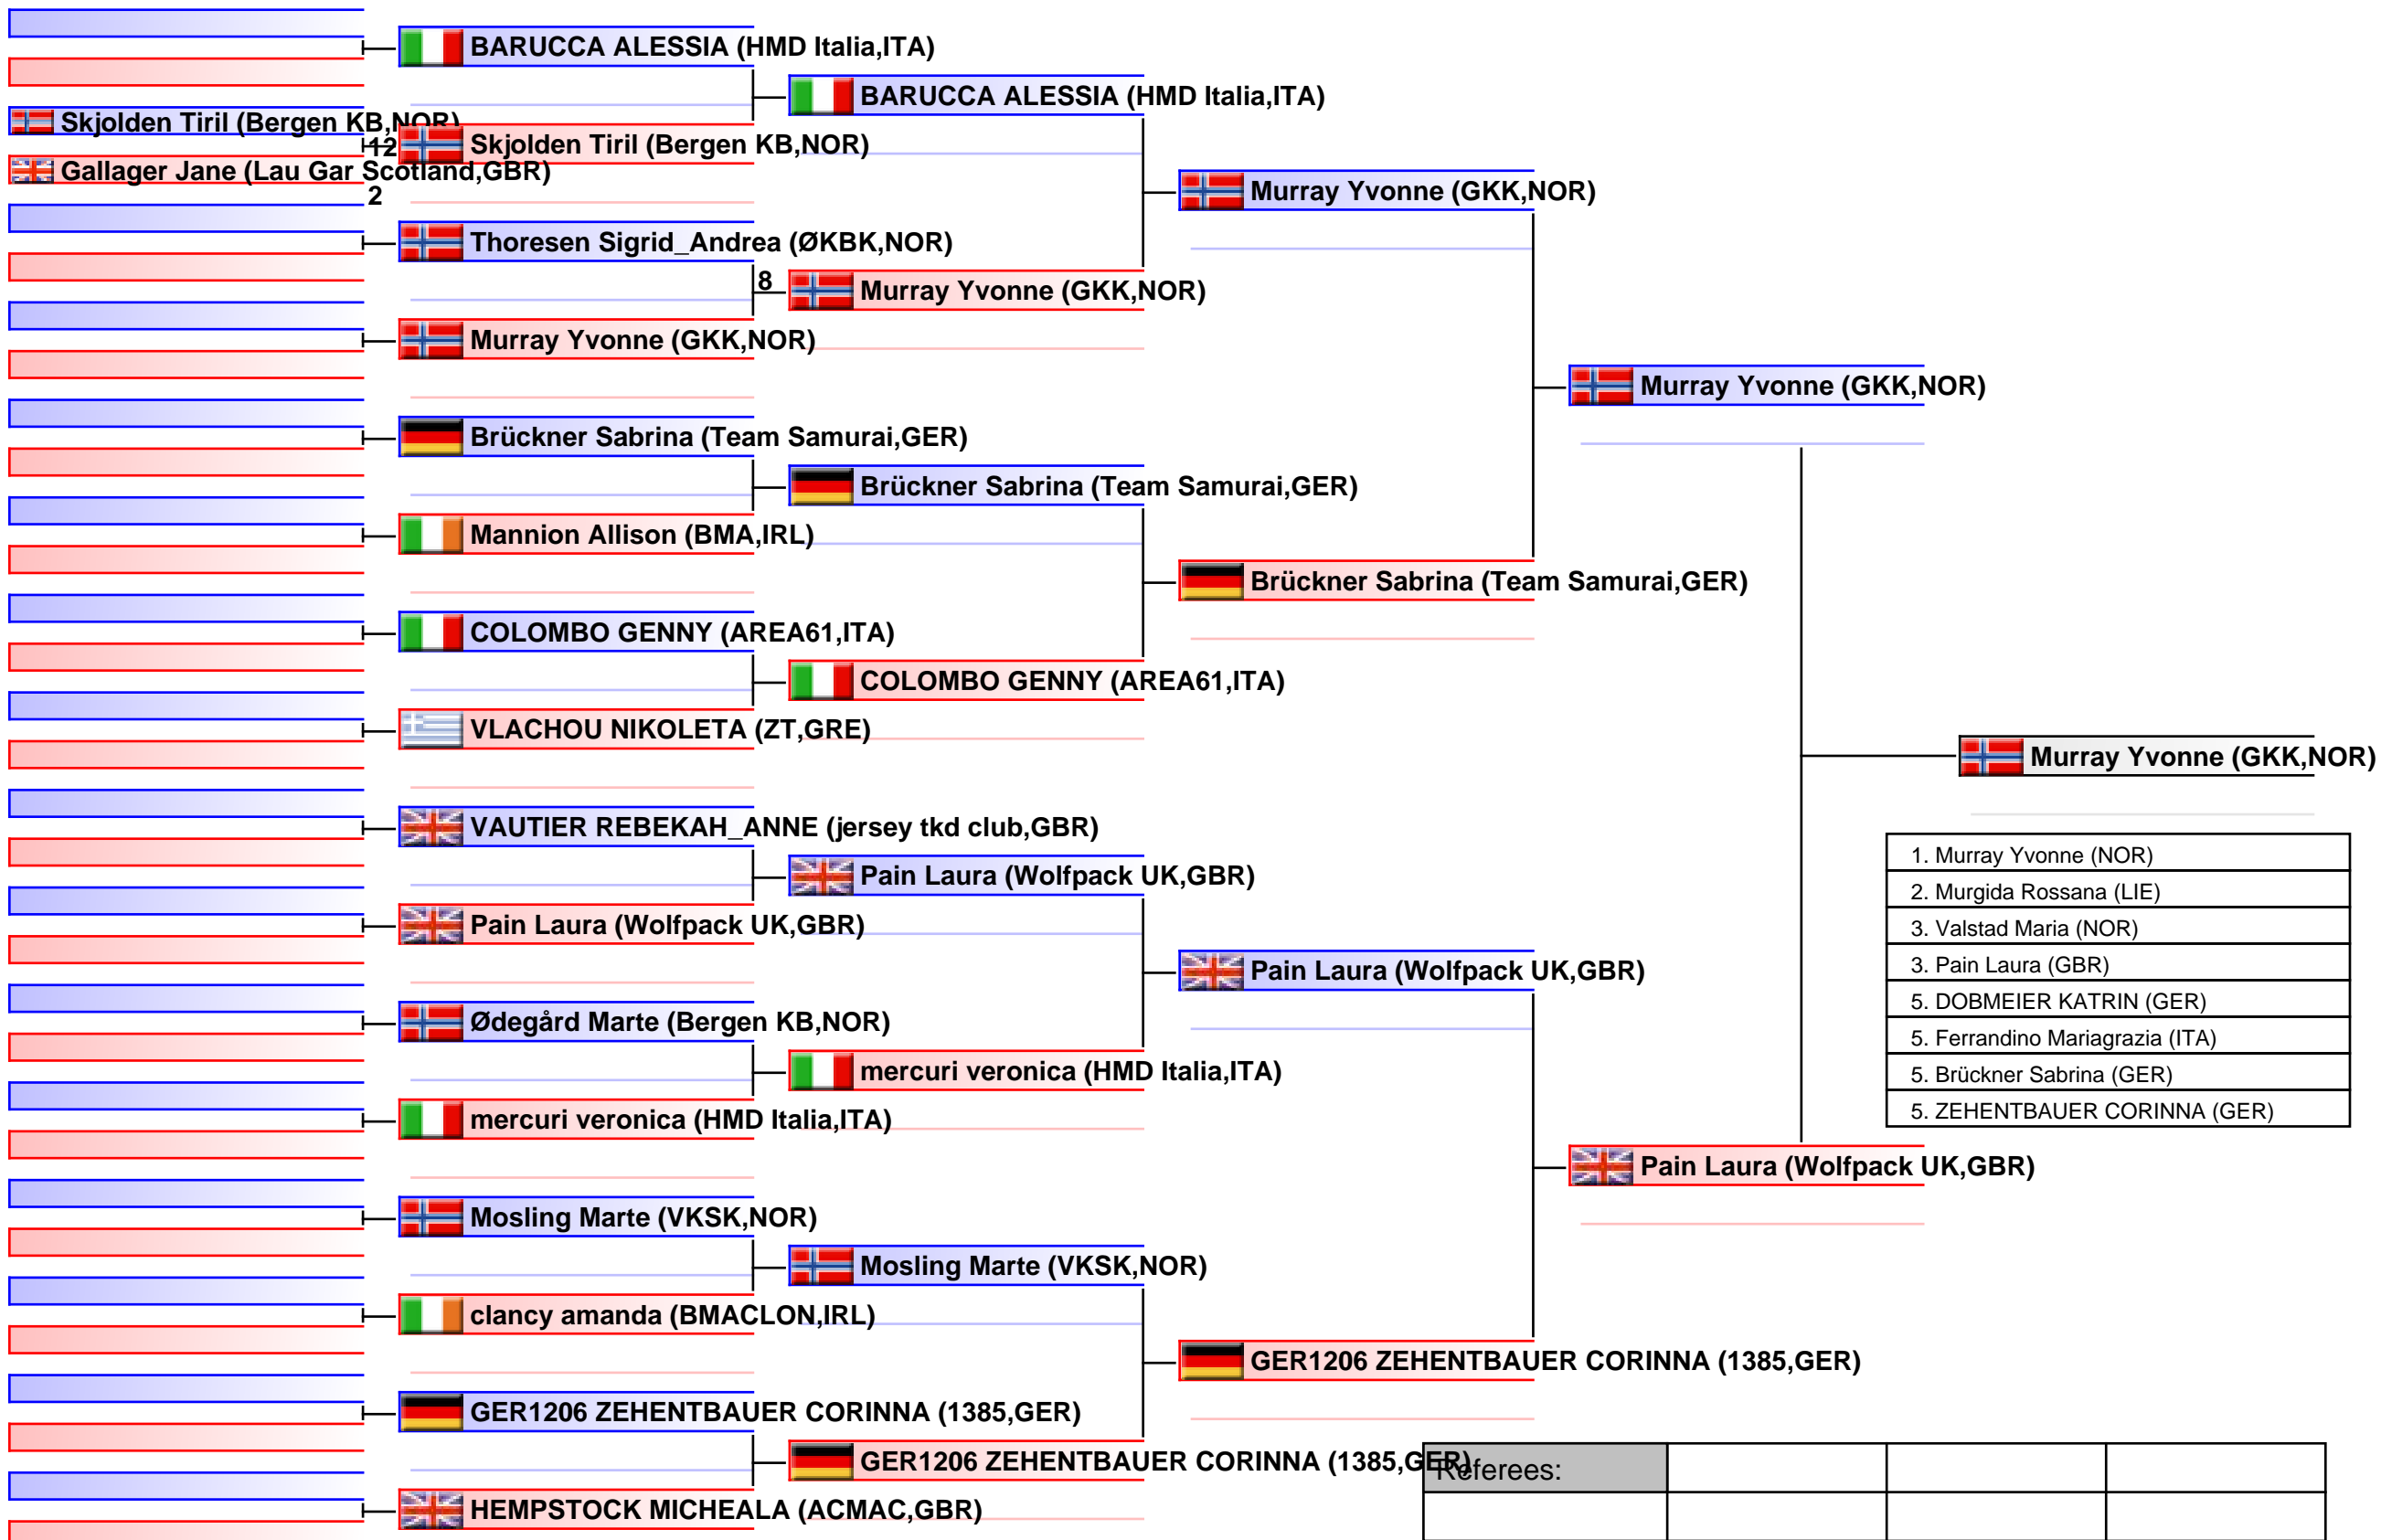 Skjolden Tiril (Bergen KB,NOR)
Gallager Jane (Lau Gar Scotland,GBR)
12
2
BARUCCA ALESSIA (HMD Italia,ITA)
Skjolden Tiril (Bergen KB,NOR)
Thoresen Sigrid_Andrea (ØKBK,NOR)
Murray Yvonne (GKK,NOR)
Brückner Sabrina (Team Samurai,GER)
Mannion Allison (BMA,IRL)
COLOMBO GENNY (AREA61,ITA)
VLACHOU NIKOLETA (ZT,GRE)
VAUTIER REBEKAH_ANNE (jersey tkd club,GBR)
Pain Laura (Wolfpack UK,GBR)
Ødegård Marte (Bergen KB,NOR)
mercuri veronica (HMD Italia,ITA)
Mosling Marte (VKSK,NOR)
clancy amanda (BMACLON,IRL)
GER1206 ZEHENTBAUER CORINNA (1385,GER)
HEMPSTOCK MICHEALA (ACMAC,GBR)
BARUCCA ALESSIA (HMD Italia,ITA)
8
Murray Yvonne (GKK,NOR)
Brückner Sabrina (Team Samurai,GER)
COLOMBO GENNY (AREA61,ITA)
Pain Laura (Wolfpack UK,GBR)
mercuri veronica (HMD Italia,ITA)
Mosling Marte (VKSK,NOR)
GER1206 ZEHENTBAUER CORINNA (1385,GER)
Murray Yvonne (GKK,NOR)
Brückner Sabrina (Team Samurai,GER)
Pain Laura (Wolfpack UK,GBR)
GER1206 ZEHENTBAUER CORINNA (1385,GER)
Murray Yvonne (GKK,NOR)
Pain Laura (Wolfpack UK,GBR)
Murray Yvonne (GKK,NOR)
1. Murray Yvonne (NOR)
2. Murgida Rossana (LIE)
3. Valstad Maria (NOR)
3. Pain Laura (GBR)
5. DOBMEIER KATRIN (GER)
5. Ferrandino Mariagrazia (ITA)
5. Brückner Sabrina (GER)
5. ZEHENTBAUER CORINNA (GER)
Referees: